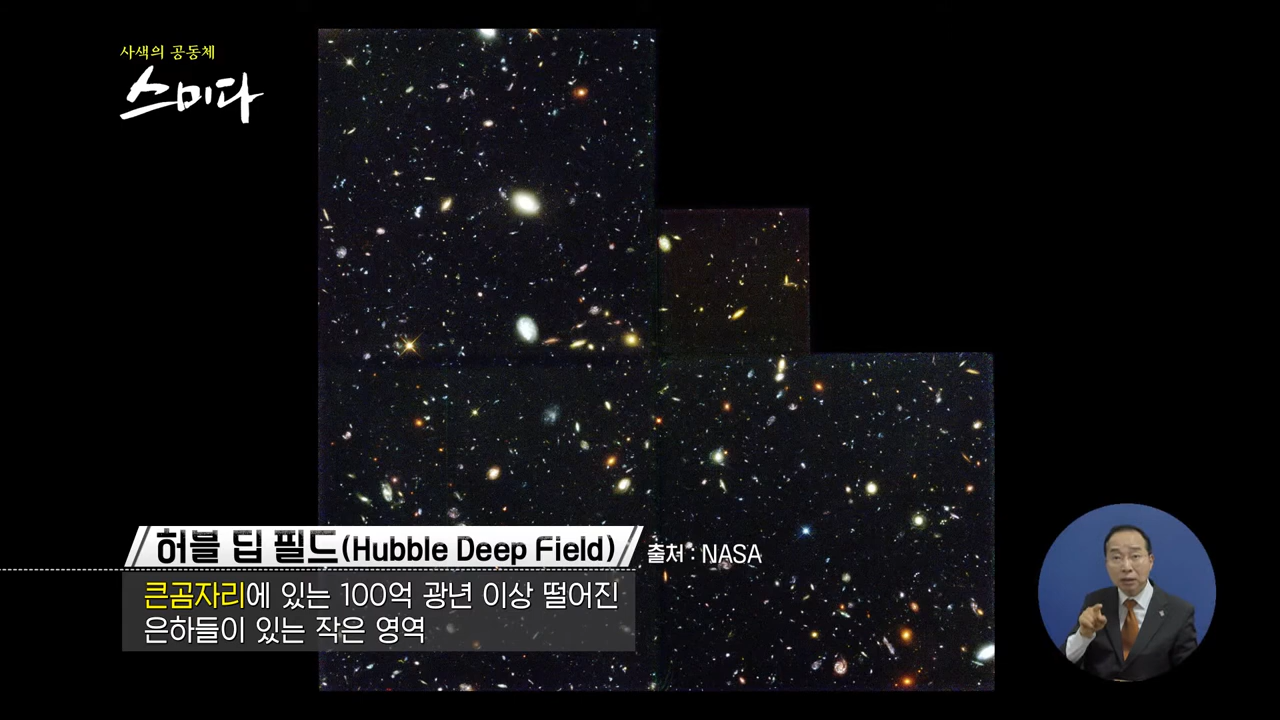 사색의 공동체
스미다
허블 딥 필드(Hubble Deep Field)
출처 : NASA
큰곰자리에 있는 100억 광년 이상 떨어진
은하들이 있는 작은 영역